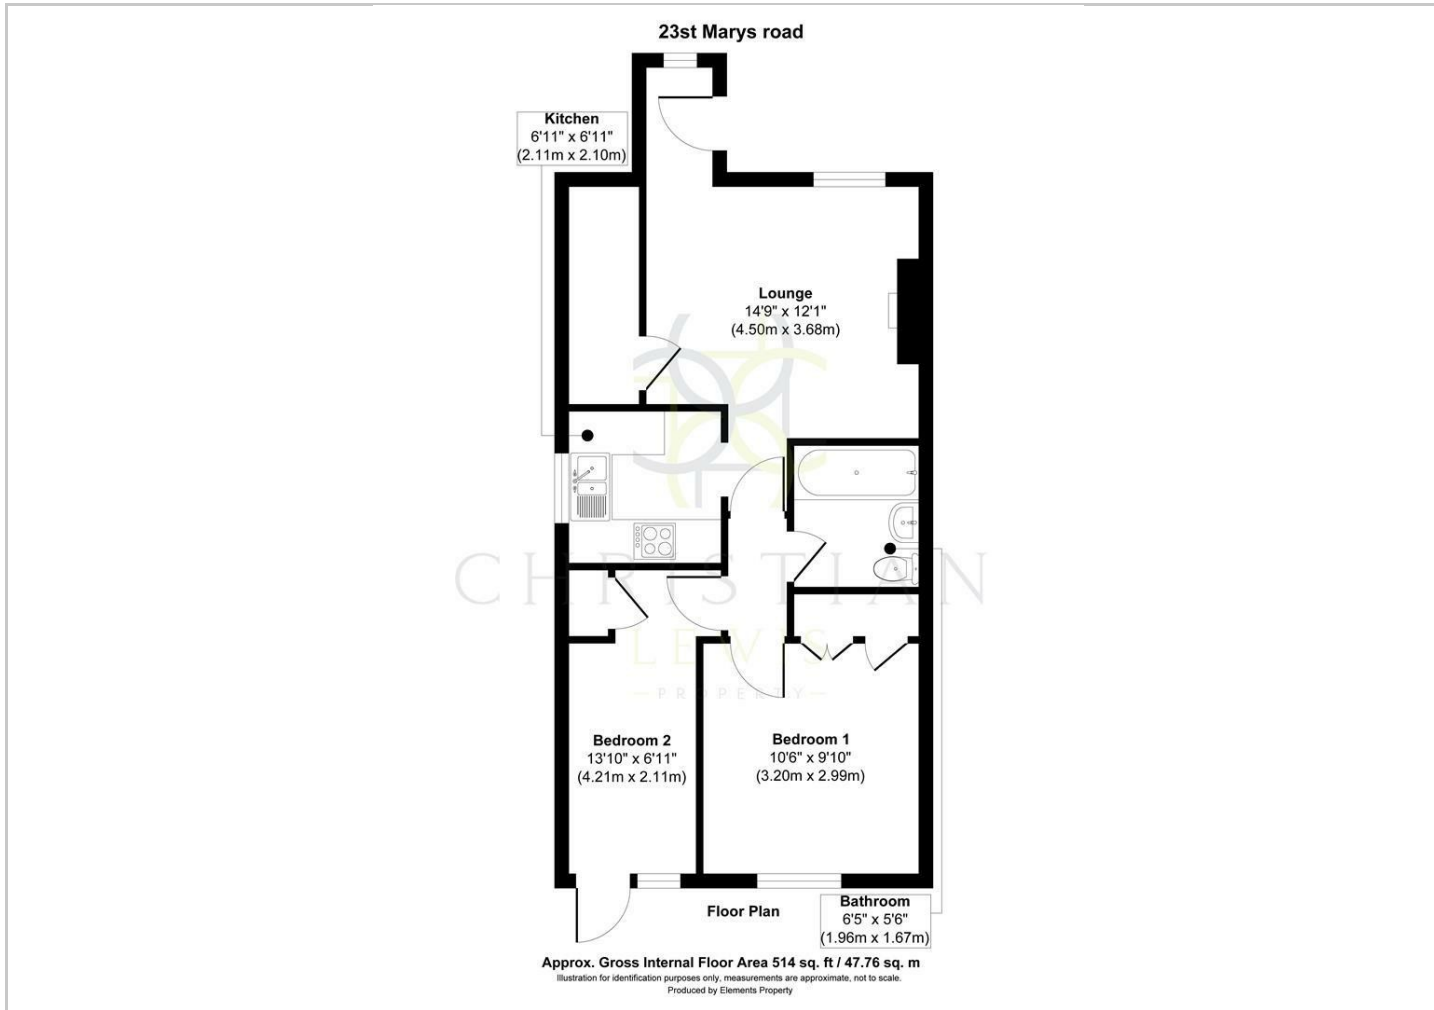 23st Marys road
Kitchen
6'11" x 6'11"
(2.11m x 2.10m)
Lounge
14'9" x 12'1"
(4.50m x 3.68m)
CHRISTIAN
LEWIS
PROPERTY
Bedroom 2
13'10" x 6'11"
(4.21m x 2.11m)
Bedroom 1
10'6" x 9'10"
(3.20m x 2.99m)
Bathroom
6'5" x 5'6"
(1.96m x 1.67m)
Floor Plan
Approx. Gross Internal Floor Area 514 sq. ft / 47.76 sq. m
Illustration for identification purposes only, measurements are approximate, not to scale.
Produced by Elements Property